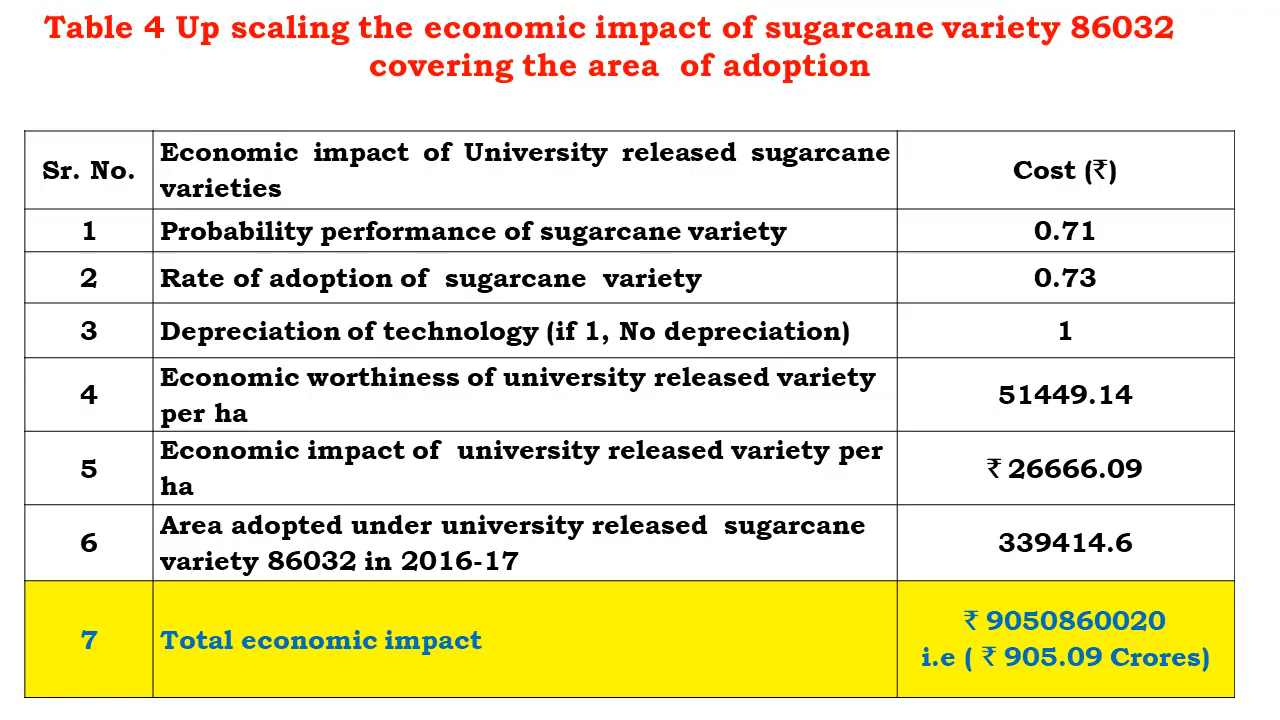 Table 4 Up scaling the economic impact of sugarcane variety 86032
covering the area of adoption
Sr. No.
Economic impact of University released sugarcane
varieties
Cost (₹)
1
Probability performance of sugarcane variety
0.71
2
Rate of adoption of sugarcane variety
0.73
3
Depreciation of technology (if 1, No depreciation)
1
4
Economic worthiness of university released variety
per ha
51449.14
5
Economic impact of university released variety per
ha
₹ 26666.09
6
Area adopted under university released sugarcane
variety 86032 in 2016-17
339414.6
7
Total economic impact
₹ 9050860020
i.e ( ₹ 905.09 Crores)